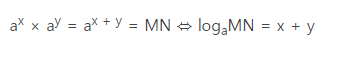 aˣ × aʸ = aˣ ⁺ ʸ = MN ⇔ logₐMN = x + y